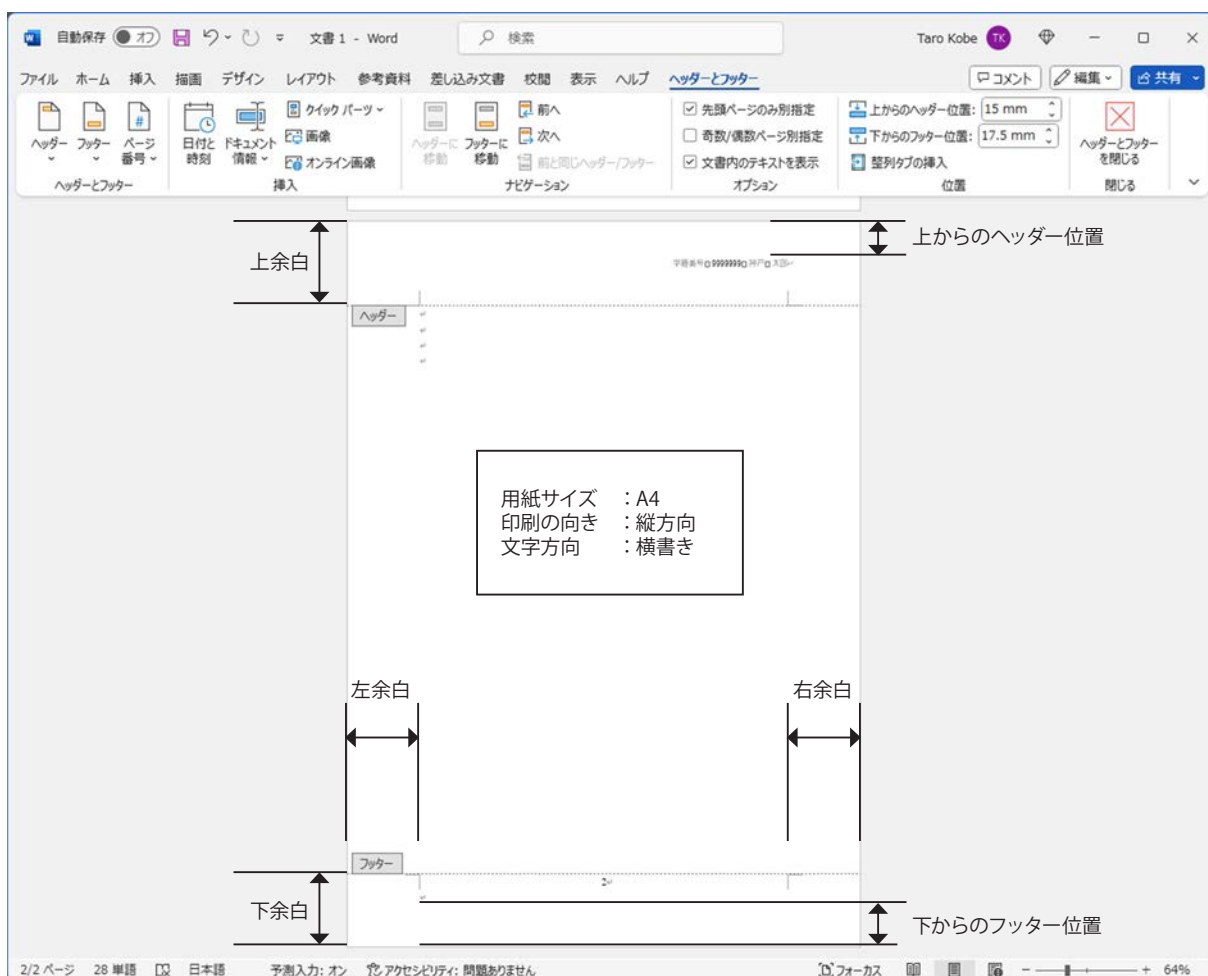 自動保存 オフ 文書 1 - Word 検索 Taro Kobe TK
ファイル ホーム 挿入 描画 デザイン レイアウト 参考資料 差し込み文書 校閲 表示 ヘルプ ヘッダーとフッター コメント 編集 共有
ヘッダー フッター ページ番号 日付と時刻 ドキュメント情報 クイック パーツ 画像 オンライン画像
ヘッダーに移動 フッターに移動 前へ 次へ 前と同じヘッダー/フッター
先頭ページのみ別指定 奇数/偶数ページ別指定 文書内のテキストを表示
上からのヘッダー位置: 15 mm
下からのフッター位置: 17.5 mm
整列タブの挿入
ヘッダーとフッターを閉じる
ヘッダーとフッター 挿入 ナビゲーション オプション 位置 閉じる
上余白
上からのヘッダー位置
学籍番号 9999999 神戸 太郎
ヘッダー
用紙サイズ :A4
印刷の向き :縦方向
文字方向 :横書き
左余白 右余白
フッター
2
下余白
下からのフッター位置
2/2 ページ 28 単語 日本語 予測入力: オン アクセシビリティ: 問題ありません フォーカス 64%